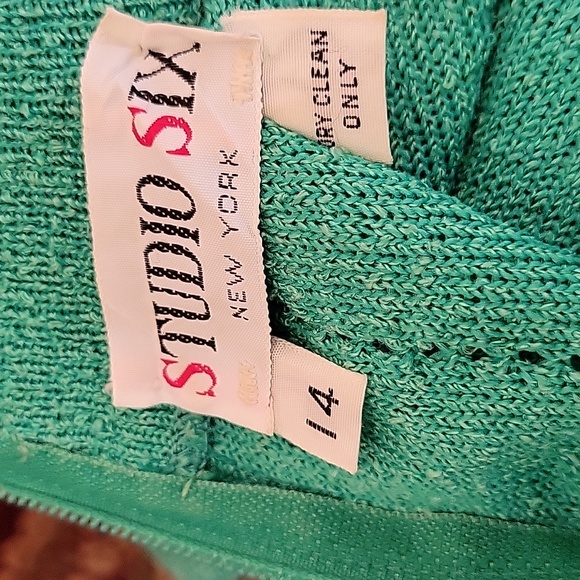 STUDIO SIX
NEW YORK
DRY CLEAN
ONLY
14